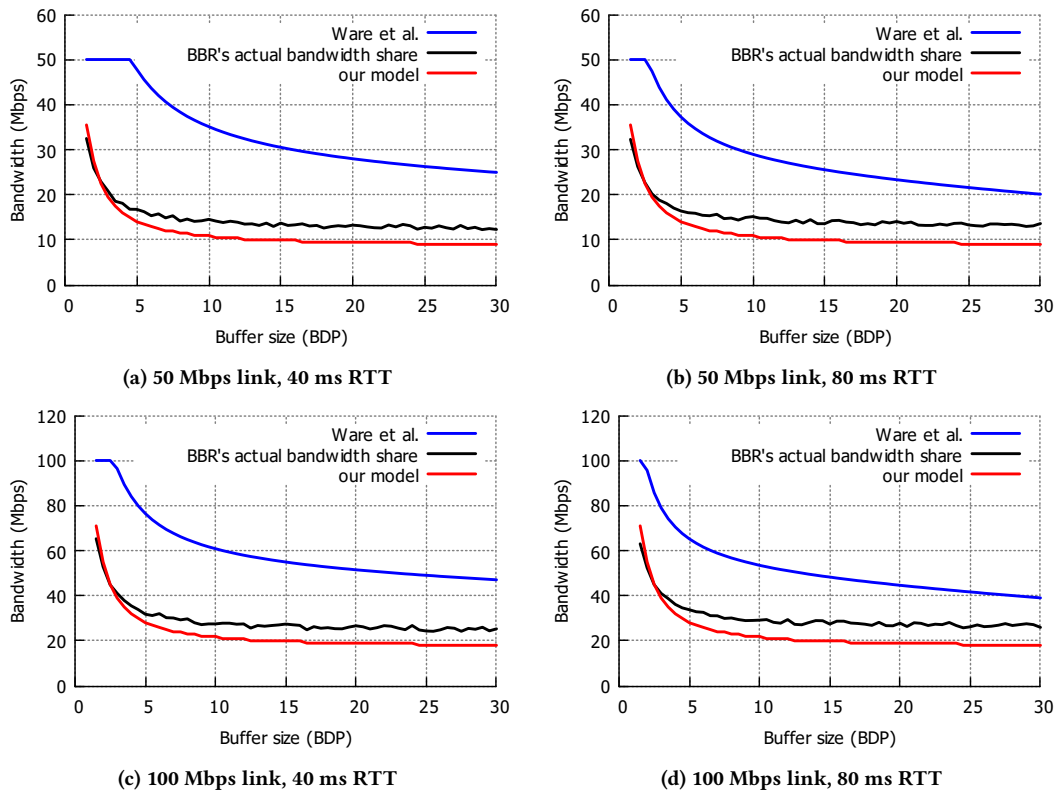 60
50
40
30
20
10
0
Bandwidth (Mbps)
Ware et al.
BBR's actual bandwidth share
our model
0 5 10 15 20 25 30
Buffer size (BDP)
(a) 50 Mbps link, 40 ms RTT
60
50
40
30
20
10
0
Bandwidth (Mbps)
Ware et al.
BBR's actual bandwidth share
our model
0 5 10 15 20 25 30
Buffer size (BDP)
(b) 50 Mbps link, 80 ms RTT
120
100
80
60
40
20
0
Bandwidth (Mbps)
Ware et al.
BBR's actual bandwidth share
our model
0 5 10 15 20 25 30
Buffer size (BDP)
(c) 100 Mbps link, 40 ms RTT
120
100
80
60
40
20
0
Bandwidth (Mbps)
Ware et al.
BBR's actual bandwidth share
our model
0 5 10 15 20 25 30
Buffer size (BDP)
(d) 100 Mbps link, 80 ms RTT